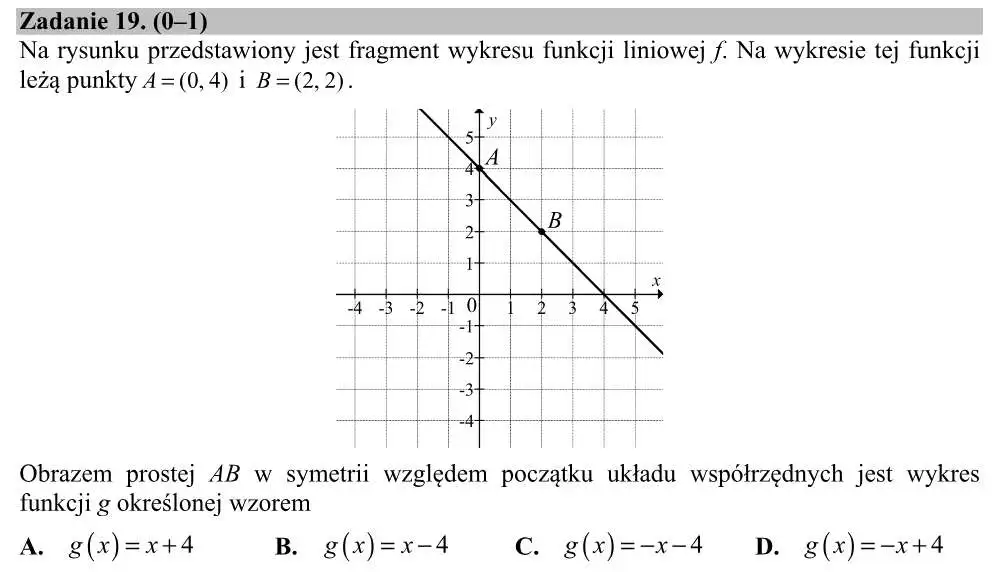 Zadanie 19. (0–1)
Na rysunku przedstawiony jest fragment wykresu funkcji liniowej f. Na wykresie tej funkcji
leżą punkty A = (0, 4) i B = (2, 2).
y
5
A
4
3
B
2
1
x
-4 -3 -2 -1 0 1 2 3 4 5
-1
-2
-3
-4
Obrazem prostej AB w symetrii względem początku układu współrzędnych jest wykres
funkcji g określonej wzorem
A. g(x) = x + 4 B. g(x) = x − 4 C. g(x) = −x − 4 D. g(x) = −x + 4